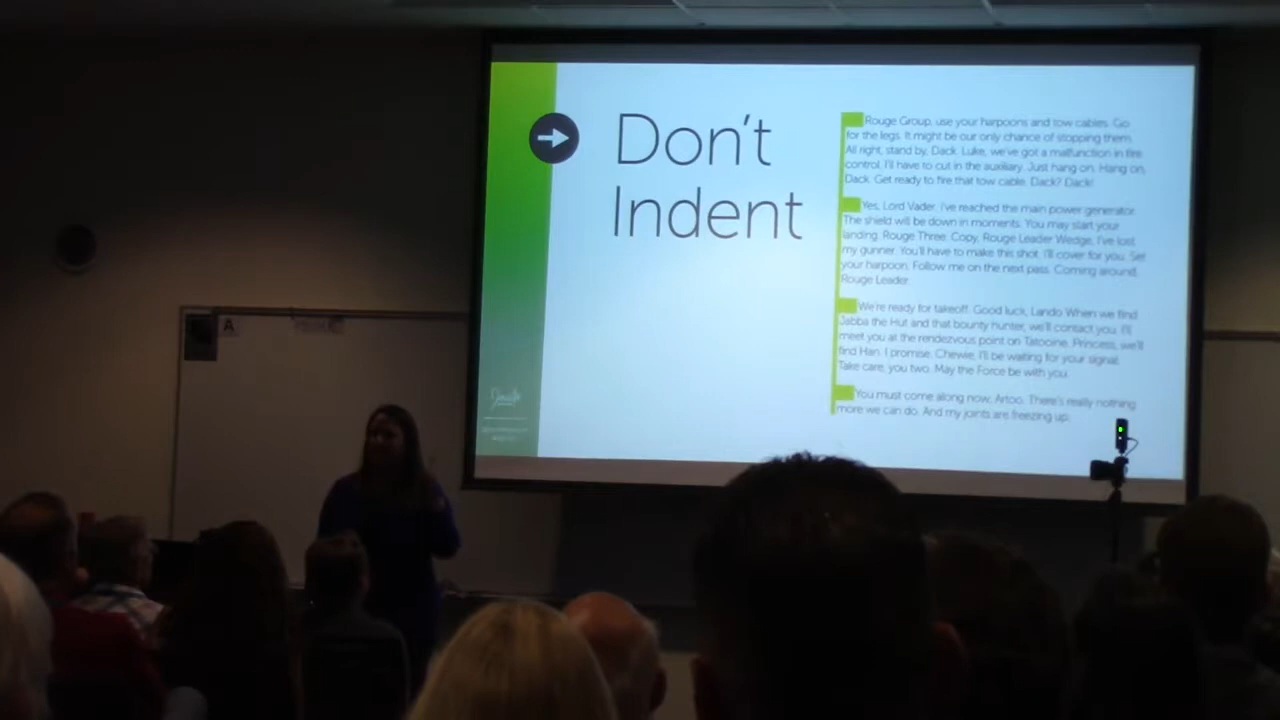 Don't
Indent
Rouge Group, use your harpoons and tow cables. Go
for the legs. It might be our only chance of stopping them.
All right, stand by, Dack. Luke, we've got a malfunction in fire
control. I'll have to cut in the auxiliary. Just hang on. Hang on,
Dack. Get ready to fire that tow cable. Dack? Dack!
Yes, Lord Vader. I've reached the main power generator.
The shield will be down in moments. You may start your
landing. Rouge Three. Copy, Rouge Leader Wedge, I've lost
my gunner. You'll have to make this shot. I'll cover for you. Set
your harpoon. Follow me on the next pass. Coming around,
Rouge Leader.
We're ready for takeoff. Good luck, Lando When we find
Jabba the Hut and that bounty hunter, we'll contact you. I'll
meet you at the rendezvous point on Tatooine. Princess, we'll
find Han. I promise. Chewie, I'll be waiting for your signal.
Take care, you two. May the Force be with you.
You must come along now, Artoo. There's really nothing
more we can do. And my joints are freezing up.
A